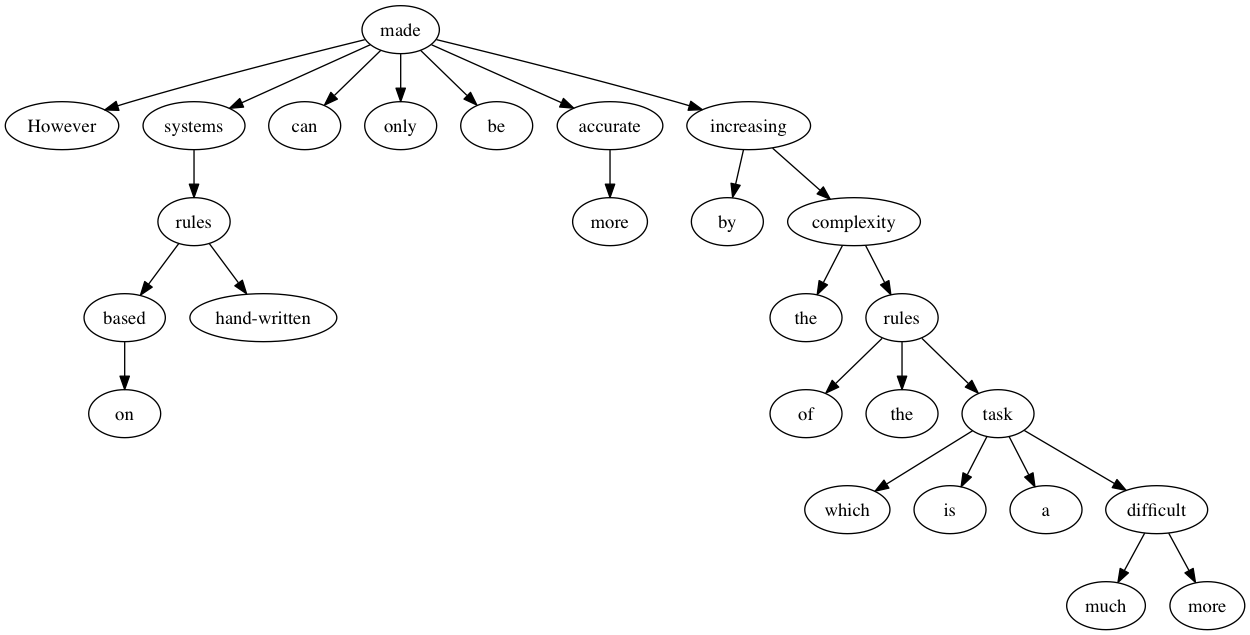 made
However systems can only be accurate increasing
rules more by complexity
based hand-written the rules
on of the task
which is a difficult
much more